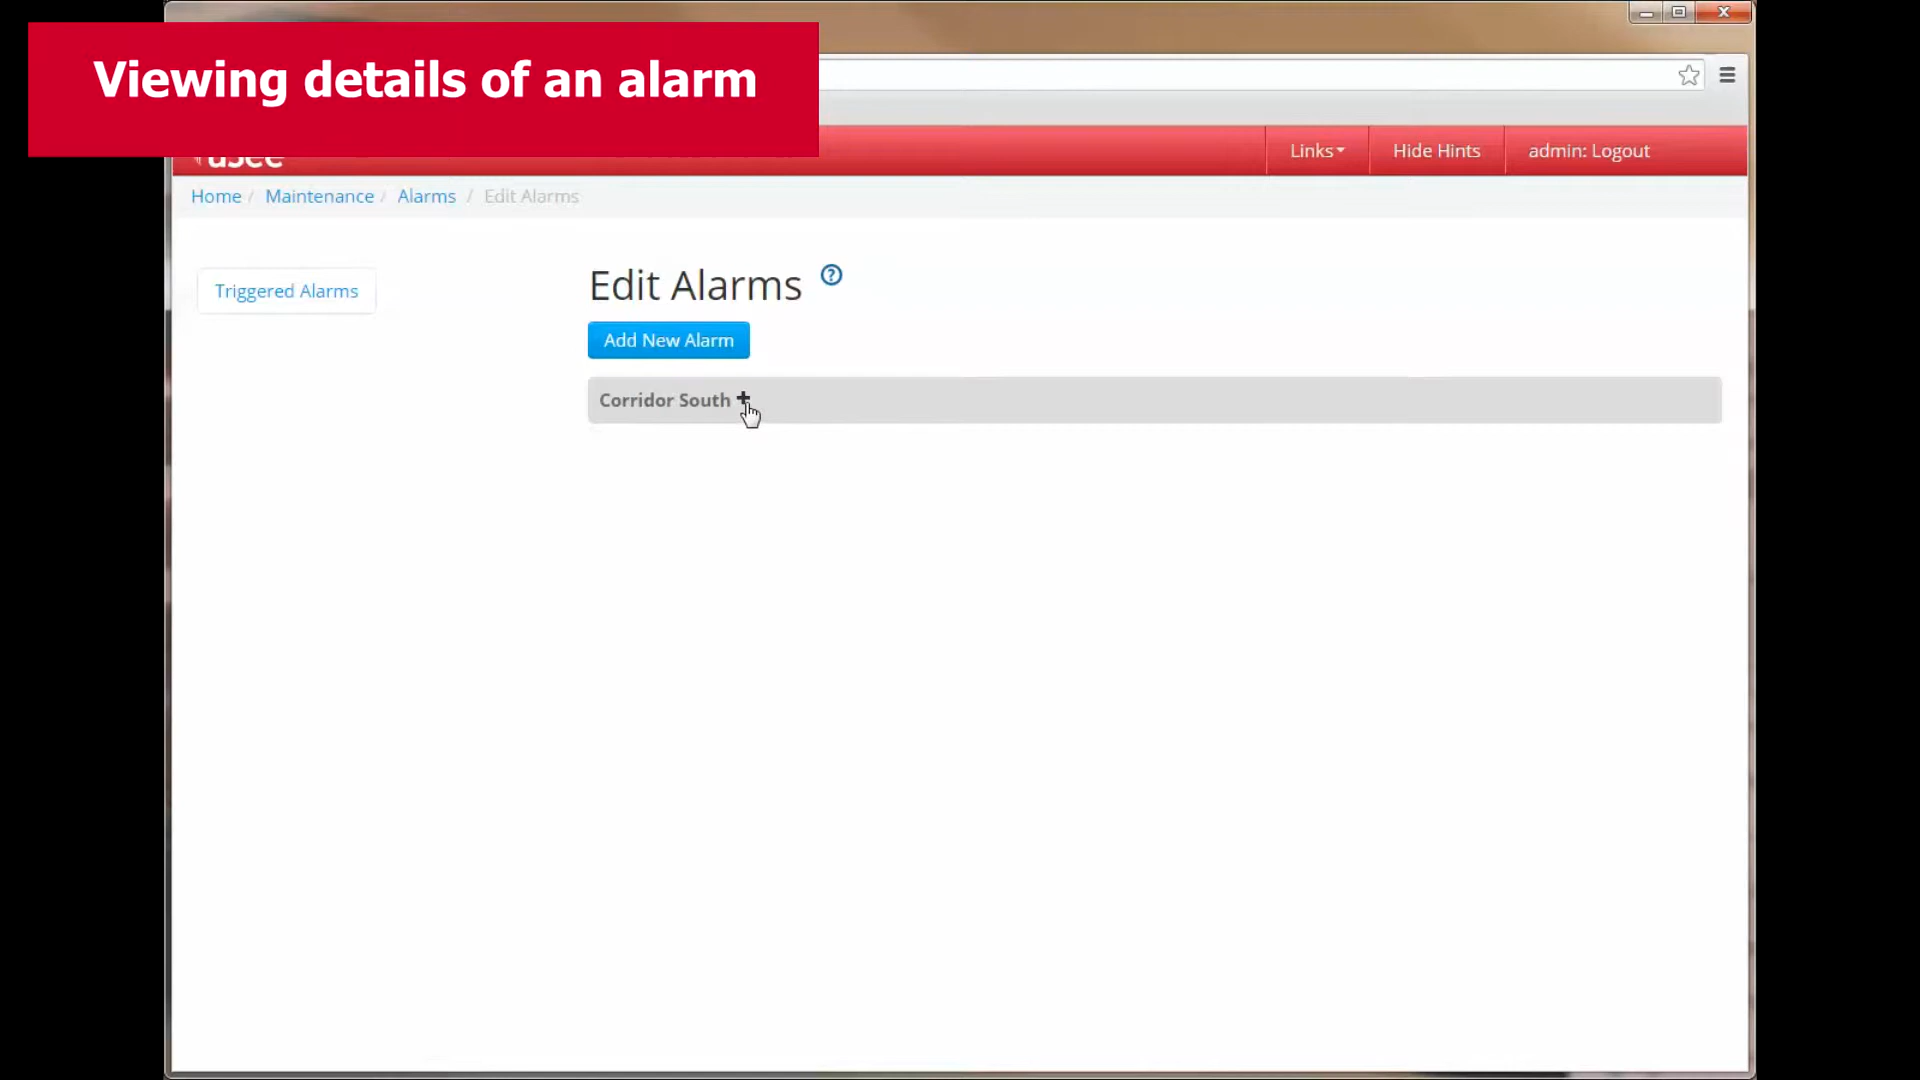 Viewing details of an alarm
Links
Hide Hints
admin: Logout
Home / Maintenance / Alarms / Edit Alarms
Triggered Alarms
Edit Alarms ?
Add New Alarm
Corridor South +